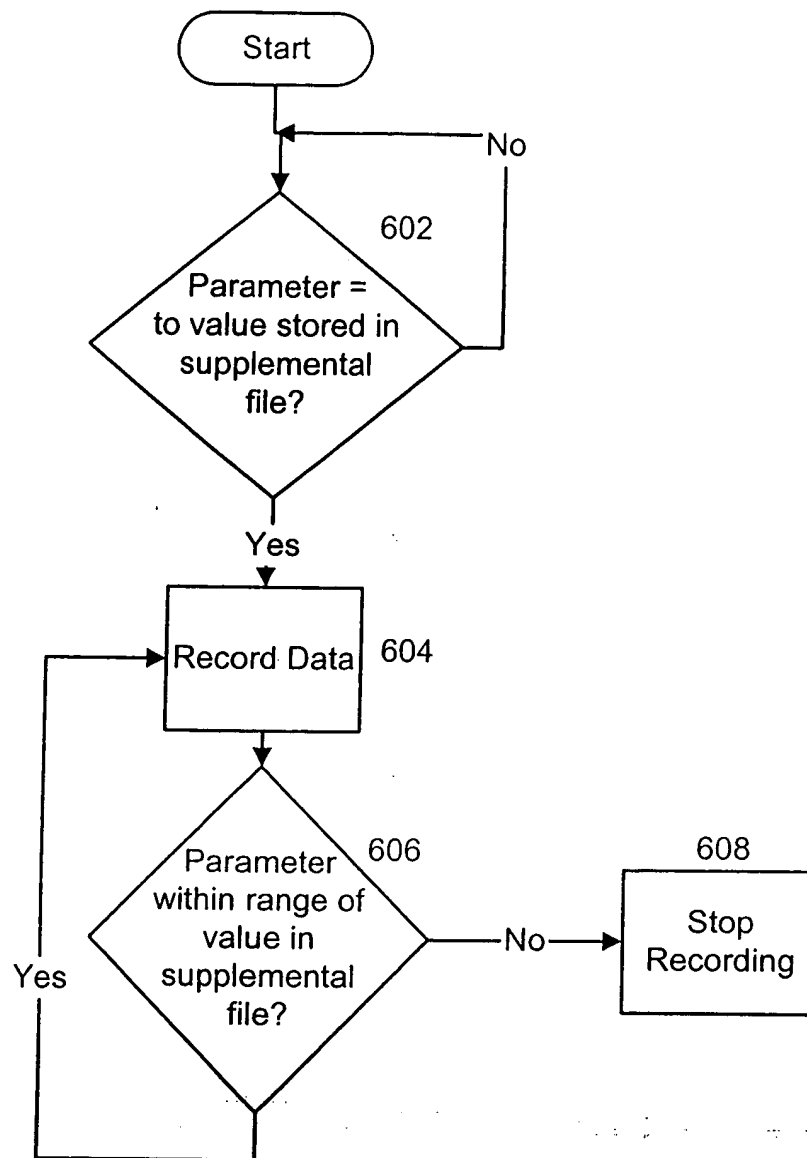 Start
No
602
Parameter =
to value stored in
supplemental
file?
Yes
Record Data
604
606
Parameter
within range of
value in
supplemental
file?
No
608
Stop
Recording
Yes